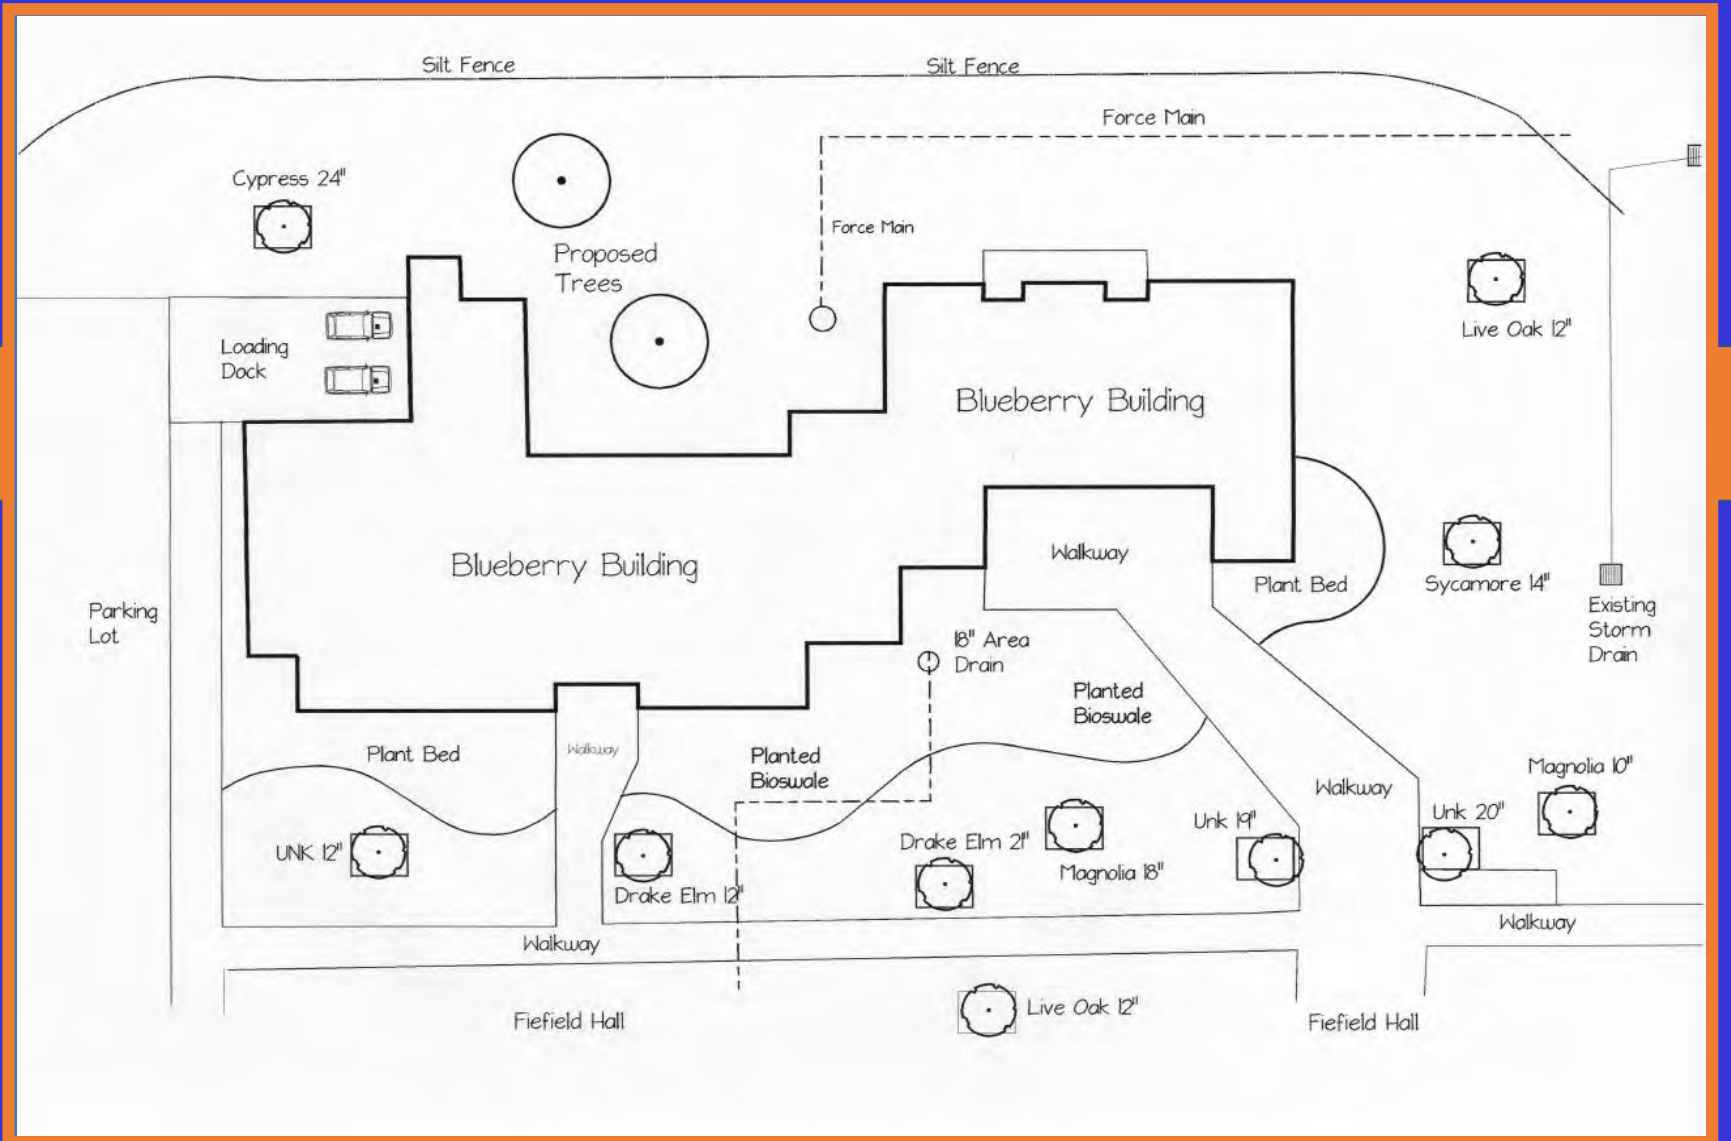 Silt Fence
Silt Fence
Force Main
Cypress 24"
Force Main
Proposed
Trees
Live Oak 12"
Loading
Dock
Blueberry Building
Walkway
Blueberry Building
Plant Bed
Sycamore 14"
Parking
Lot
Existing
Storm
Drain
18" Area
Drain
Planted
Bioswale
Plant Bed
Walkway
Planted
Bioswale
Walkway
Magnolia 10"
Unk 20"
Unk 19"
Drake Elm 21"
UNK 12"
Magnolia 18"
Drake Elm 12"
Walkway
Walkway
Live Oak 12"
Fiefield Hall
Fiefield Hall